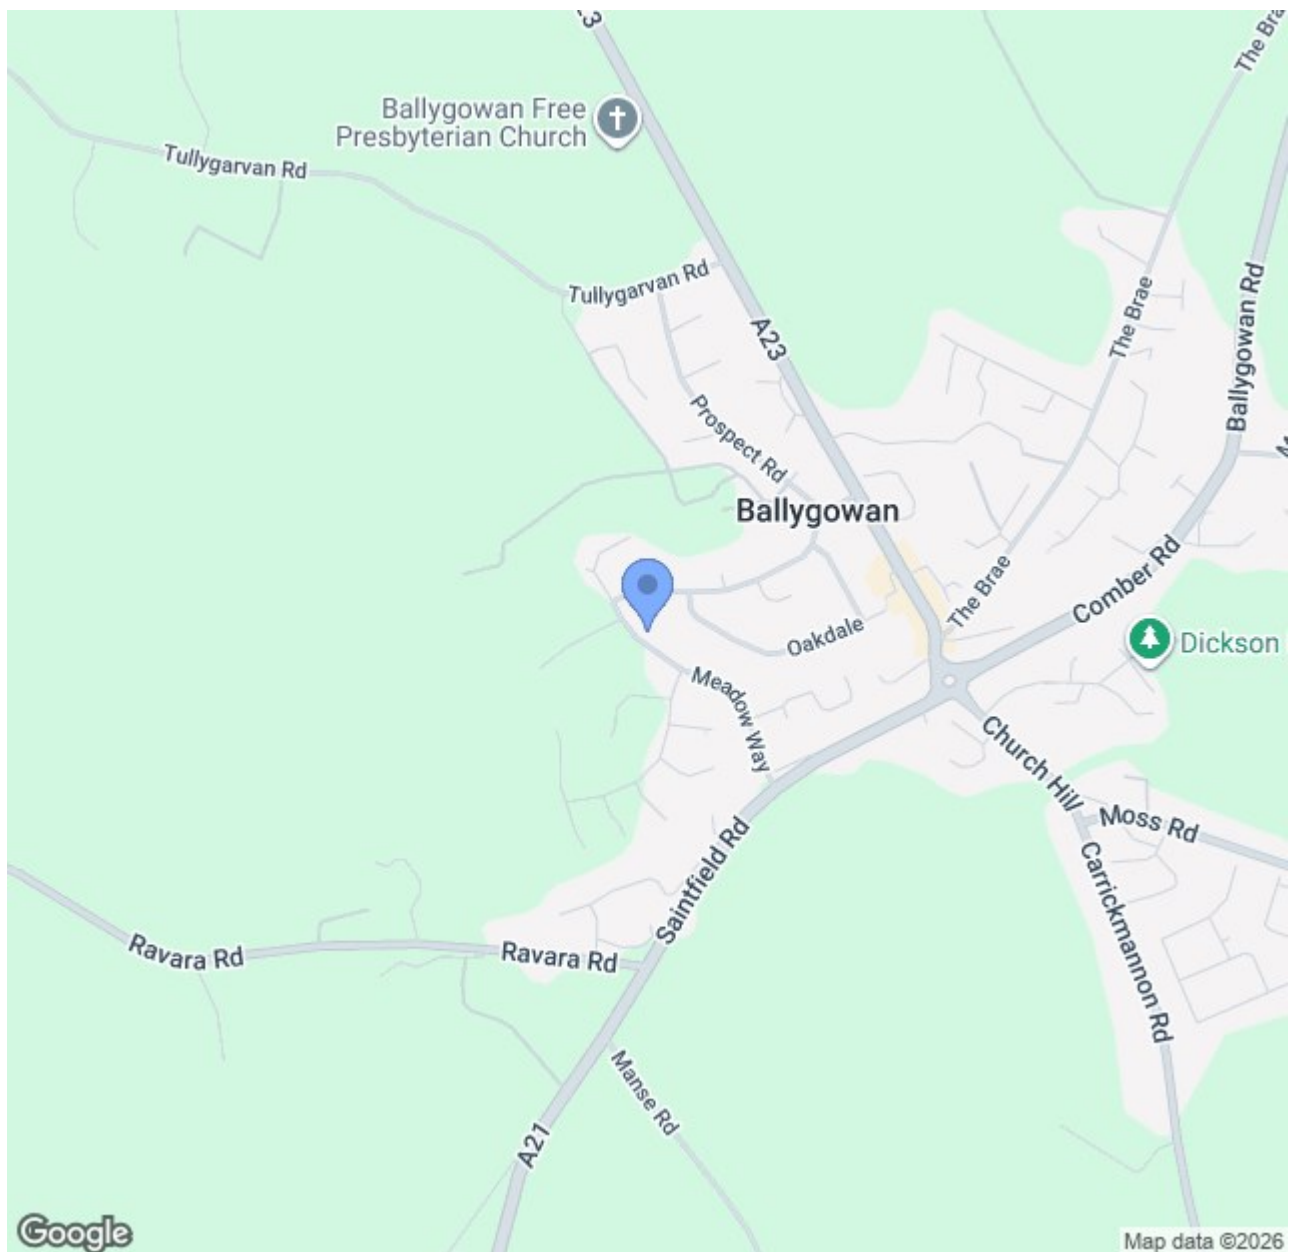 The Bra
Ballygowan Free
Presbyterian Church
Tullygarvan Rd
Tullygarvan Rd
A23
The Brae
Ballygowan Rd
Prospect Rd
Ballygowan
The Brae
Comber Rd
Oakdale
Dickson
Meadow Way
Church Hill
Moss Rd
Saintfield Rd
Carrickmannon Rd
Ravara Rd
Ravara Rd
Manse Rd
A21
Google
Map data ©2026